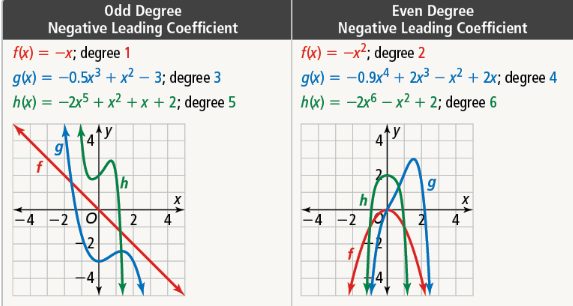 Odd Degree
Negative Leading Coefficient
f(x) = −x; degree 1
g(x) = −0.5x³ + x² − 3; degree 3
h(x) = −2x⁵ + x² + x + 2; degree 5
4 y
g
f
h
x
−4 −2 O 2 4
−2
−4
Even Degree
Negative Leading Coefficient
f(x) = −x²; degree 2
g(x) = −0.9x⁴ + 2x³ − x² + 2x; degree 4
h(x) = −2x⁶ − x² + 2; degree 6
4 y
2
g
h
x
−4 −2 O 2 4
−2
f
−4